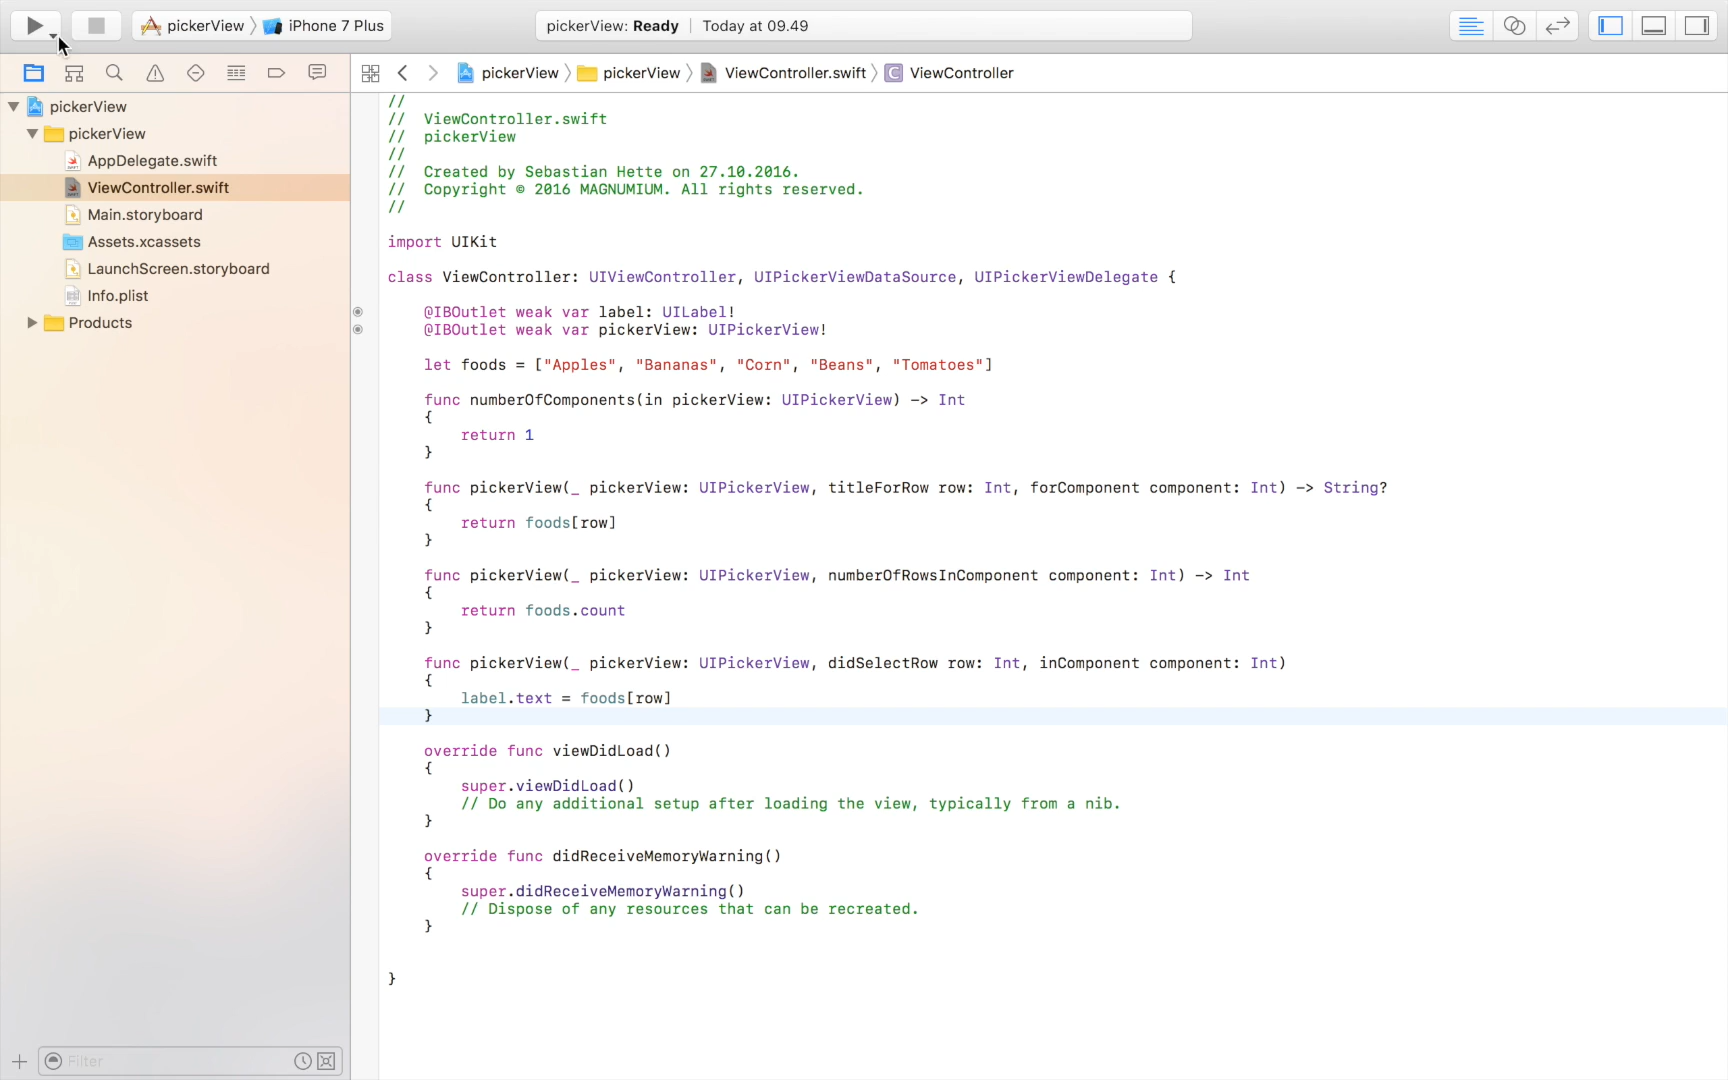 pickerView iPhone 7 Plus pickerView: Ready Today at 09.49
pickerView pickerView ViewController.swift C ViewController
pickerView
pickerView
AppDelegate.swift
ViewController.swift
Main.storyboard
Assets.xcassets
LaunchScreen.storyboard
Info.plist
Products
Filter
//
// ViewController.swift
// pickerView
//
// Created by Sebastian Hette on 27.10.2016.
// Copyright © 2016 MAGNUMIUM. All rights reserved.
//
import UIKit
class ViewController: UIViewController, UIPickerViewDataSource, UIPickerViewDelegate {
@IBOutlet weak var label: UILabel!
@IBOutlet weak var pickerView: UIPickerView!
let foods = ["Apples", "Bananas", "Corn", "Beans", "Tomatoes"]
func numberOfComponents(in pickerView: UIPickerView) -> Int
{
return 1
}
func pickerView(_ pickerView: UIPickerView, titleForRow row: Int, forComponent component: Int) -> String?
{
return foods[row]
}
func pickerView(_ pickerView: UIPickerView, numberOfRowsInComponent component: Int) -> Int
{
return foods.count
}
func pickerView(_ pickerView: UIPickerView, didSelectRow row: Int, inComponent component: Int)
{
label.text = foods[row]
}
override func viewDidLoad()
{
super.viewDidLoad()
// Do any additional setup after loading the view, typically from a nib.
}
override func didReceiveMemoryWarning()
{
super.didReceiveMemoryWarning()
// Dispose of any resources that can be recreated.
}
}